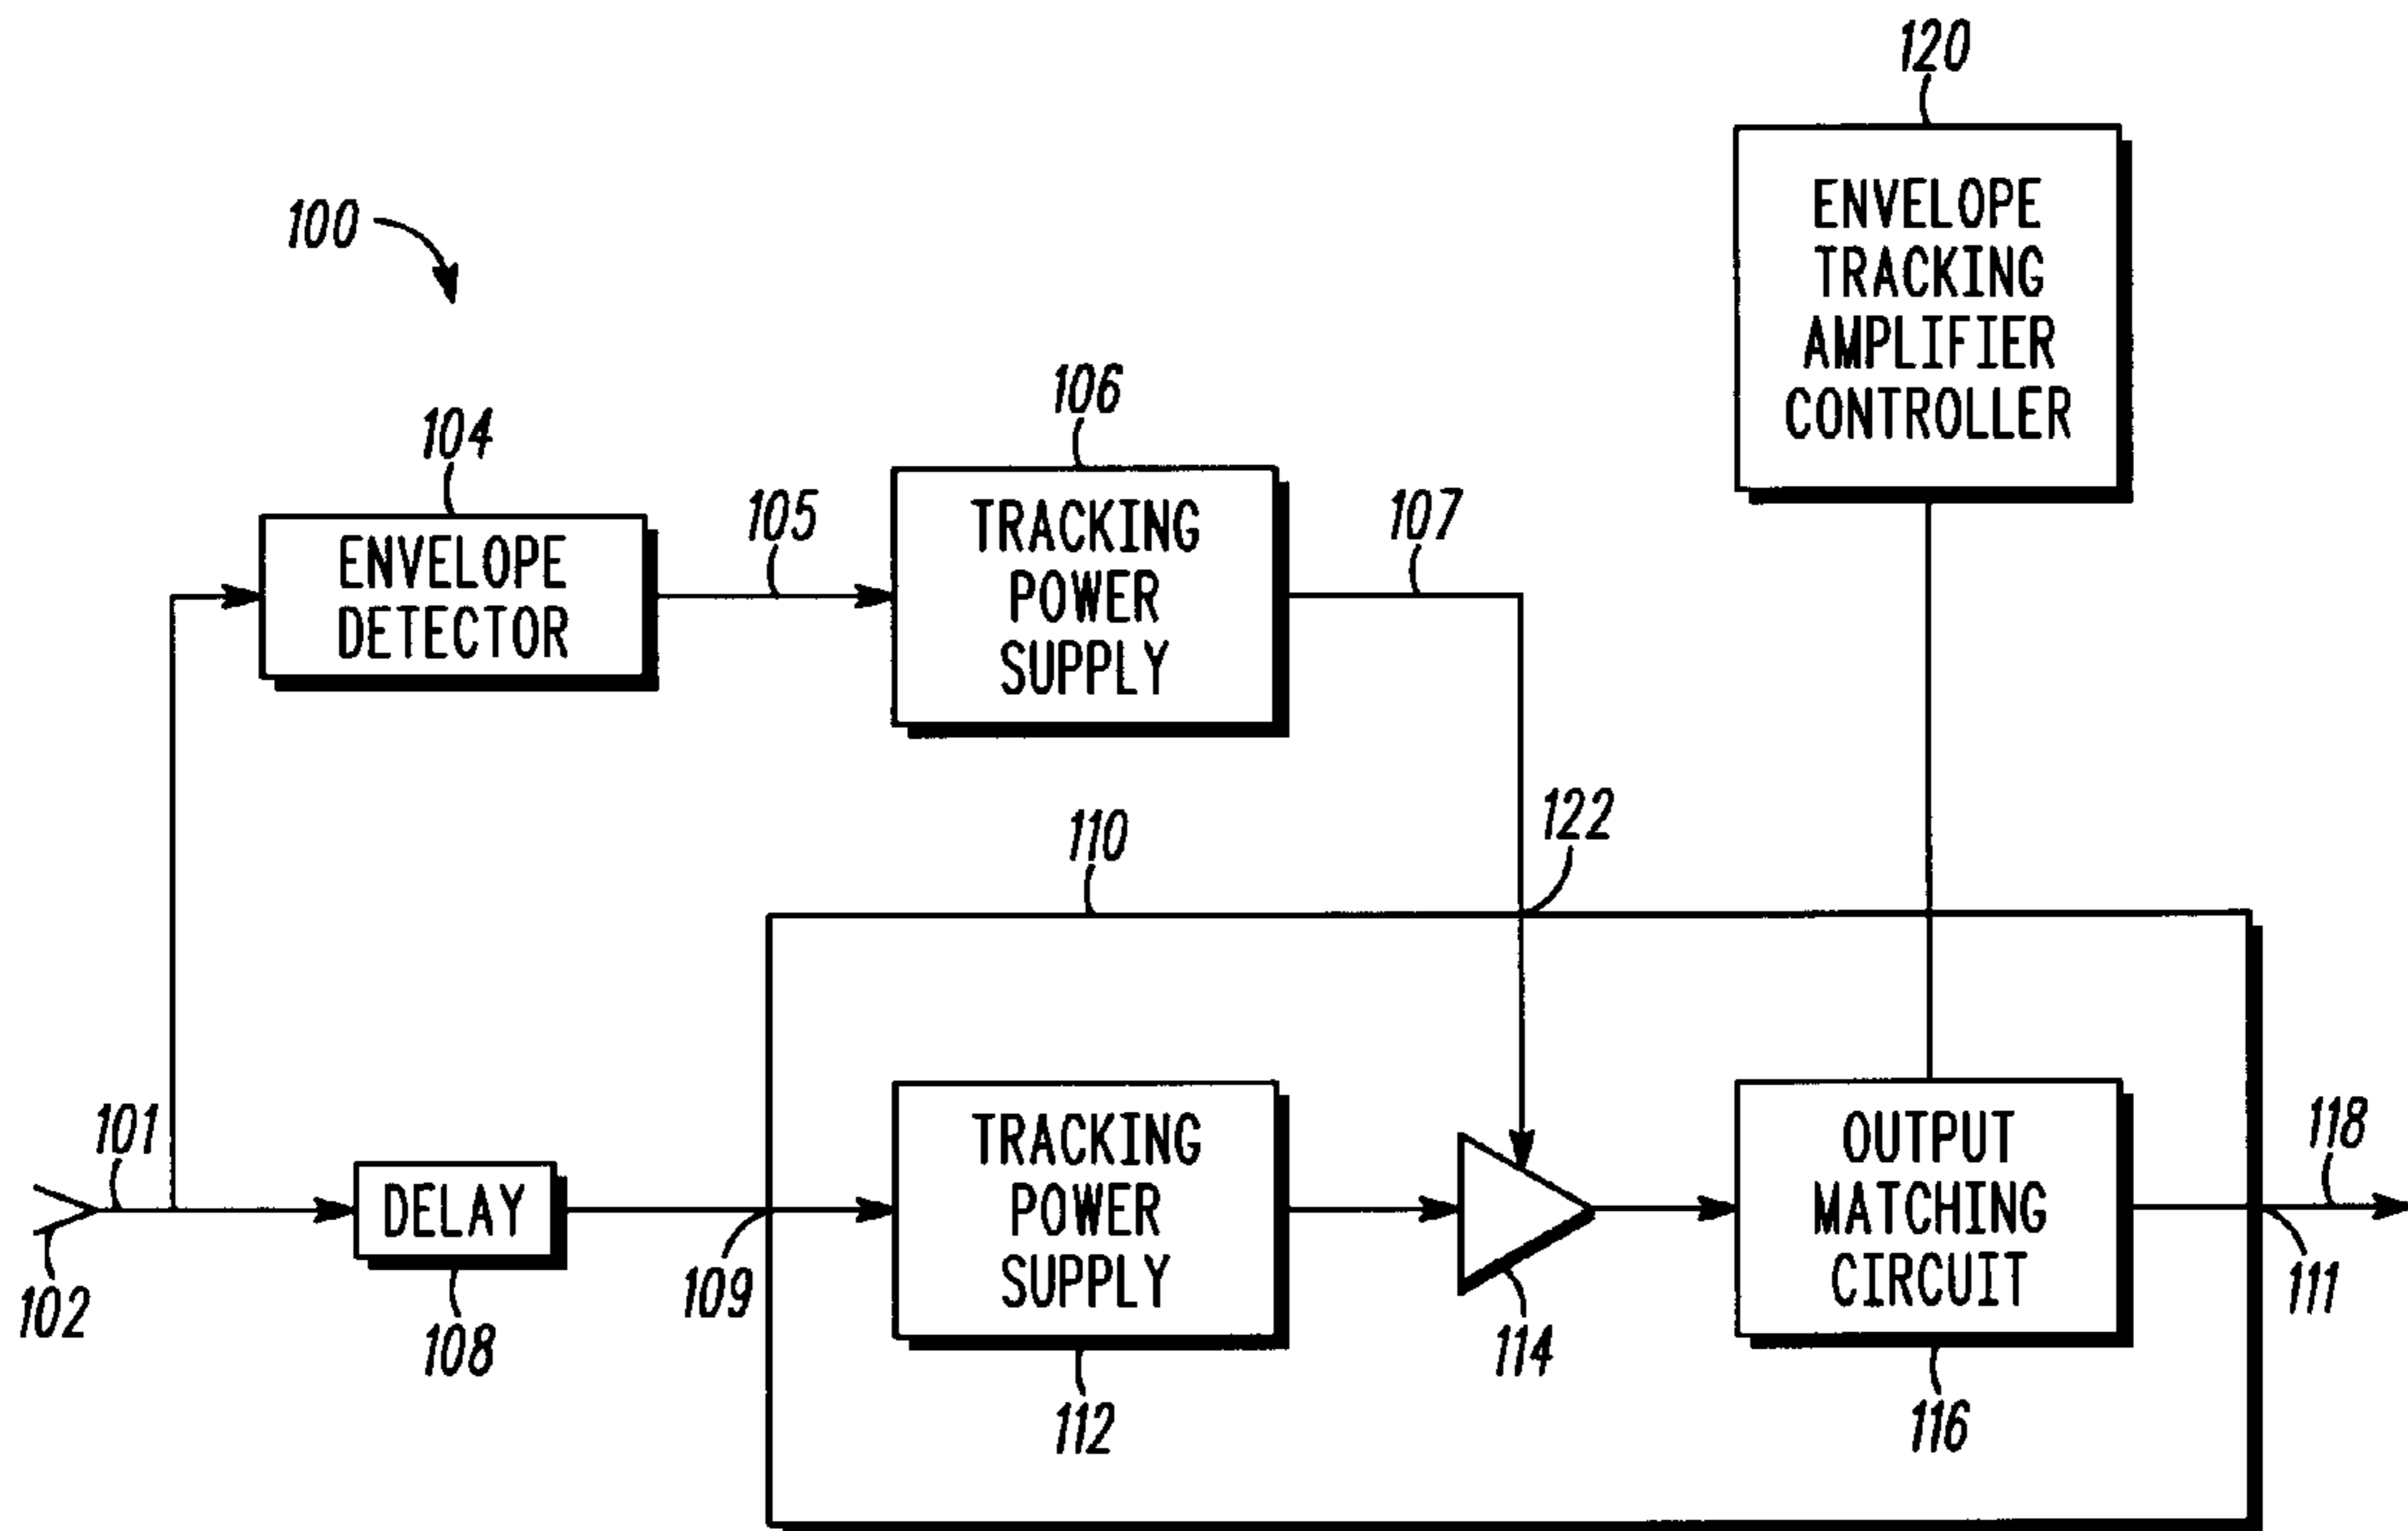 120
ENVELOPE
TRACKING
AMPLIFIER
CONTROLLER
100
106
104
TRACKING
POWER
SUPPLY
105
107
ENVELOPE
DETECTOR
110
122
101
102
DELAY
108
109
TRACKING
POWER
SUPPLY
112
114
OUTPUT
MATCHING
CIRCUIT
116
118
111